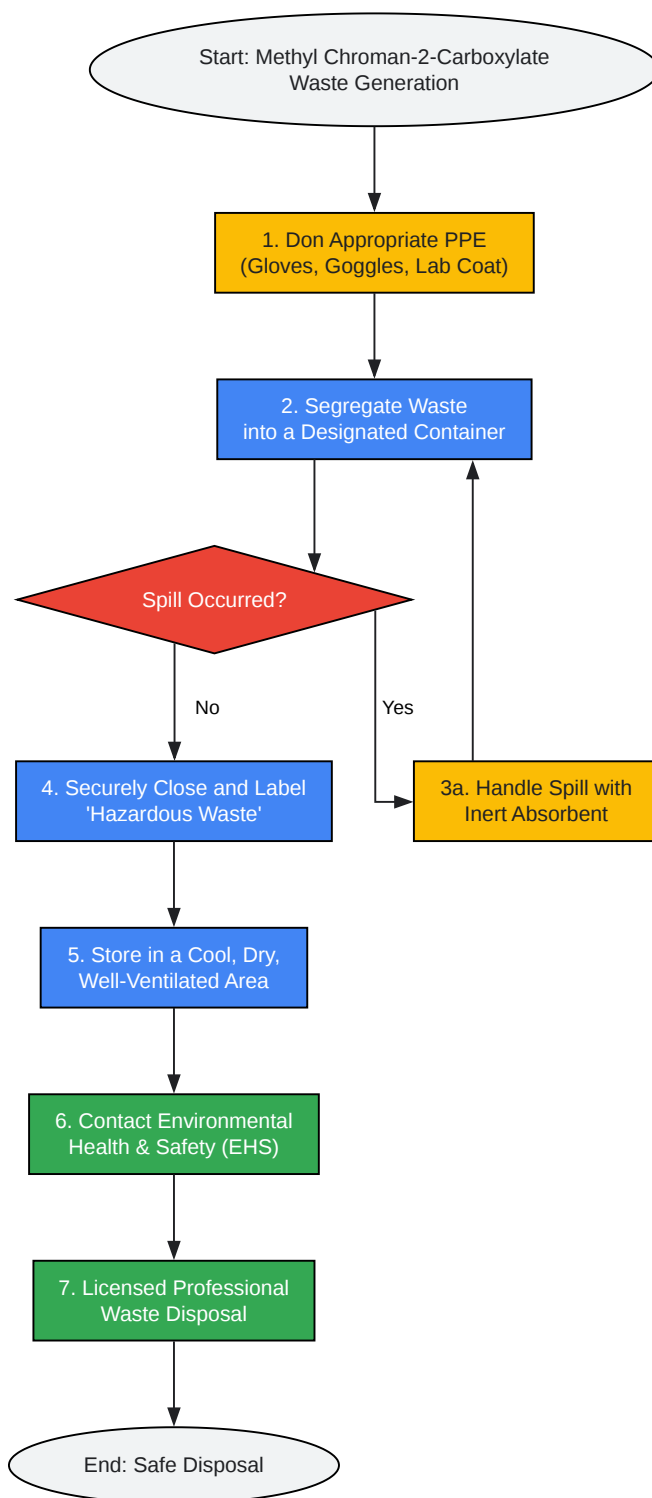 Start: Methyl Chroman-2-Carboxylate
Waste Generation
1. Don Appropriate PPE
(Gloves, Goggles, Lab Coat)
2. Segregate Waste
into a Designated Container
Spill Occurred?
No
Yes
4. Securely Close and Label
'Hazardous Waste'
3a. Handle Spill with
Inert Absorbent
5. Store in a Cool, Dry,
Well-Ventilated Area
6. Contact Environmental
Health & Safety (EHS)
7. Licensed Professional
Waste Disposal
End: Safe Disposal